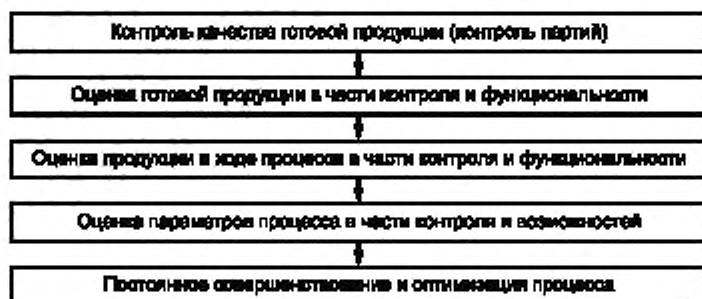 Контроль качества готовой продукции (контроль партий)
Оценка готовой продукции в части контроля и функциональности
Оценка продукции в ходе процесса в части контроля и функциональности
Оценка параметров процесса в части контроля и возможностей
Постоянное совершенствование и оптимизация процесса